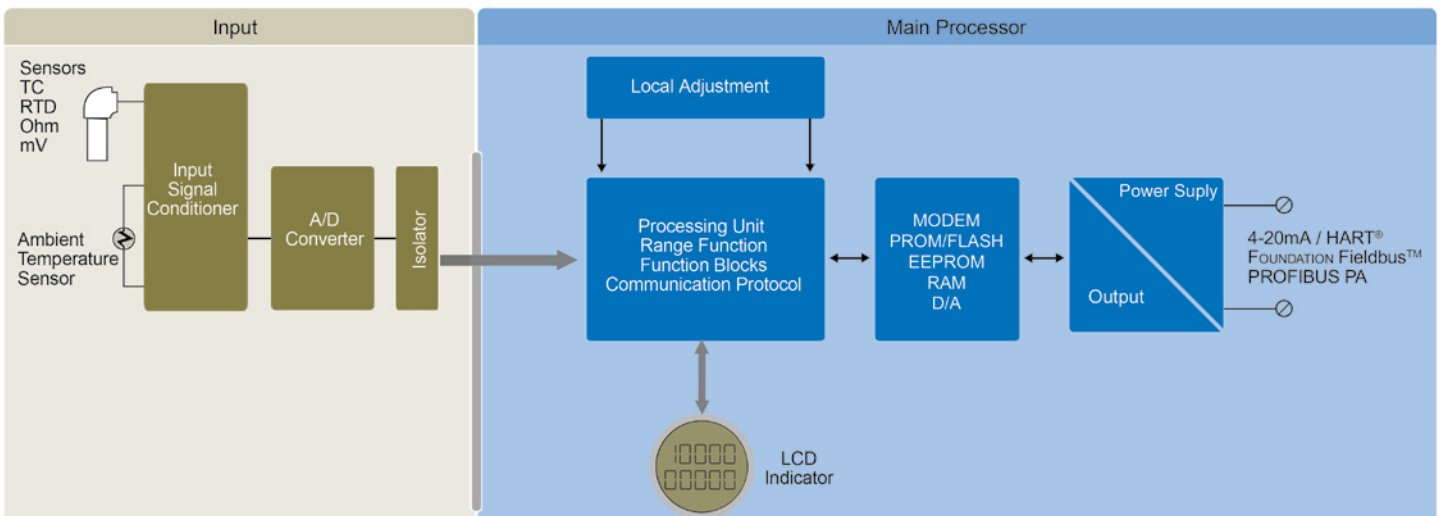 Input
Main Processor
Sensors
TC
RTD
Ohm
mV
Ambient
Temperature
Sensor
Input
Signal
Conditioner
A/D
Converter
Isolator
Local Adjustment
Processing Unit
Range Function
Function Blocks
Communication Protocol
MODEM
PROM/FLASH
EEPROM
RAM
D/A
Power Suply
Output
4-20mA / HART®
FOUNDATION Fieldbus™
PROFIBUS PA
10000
00000
LCD
Indicator